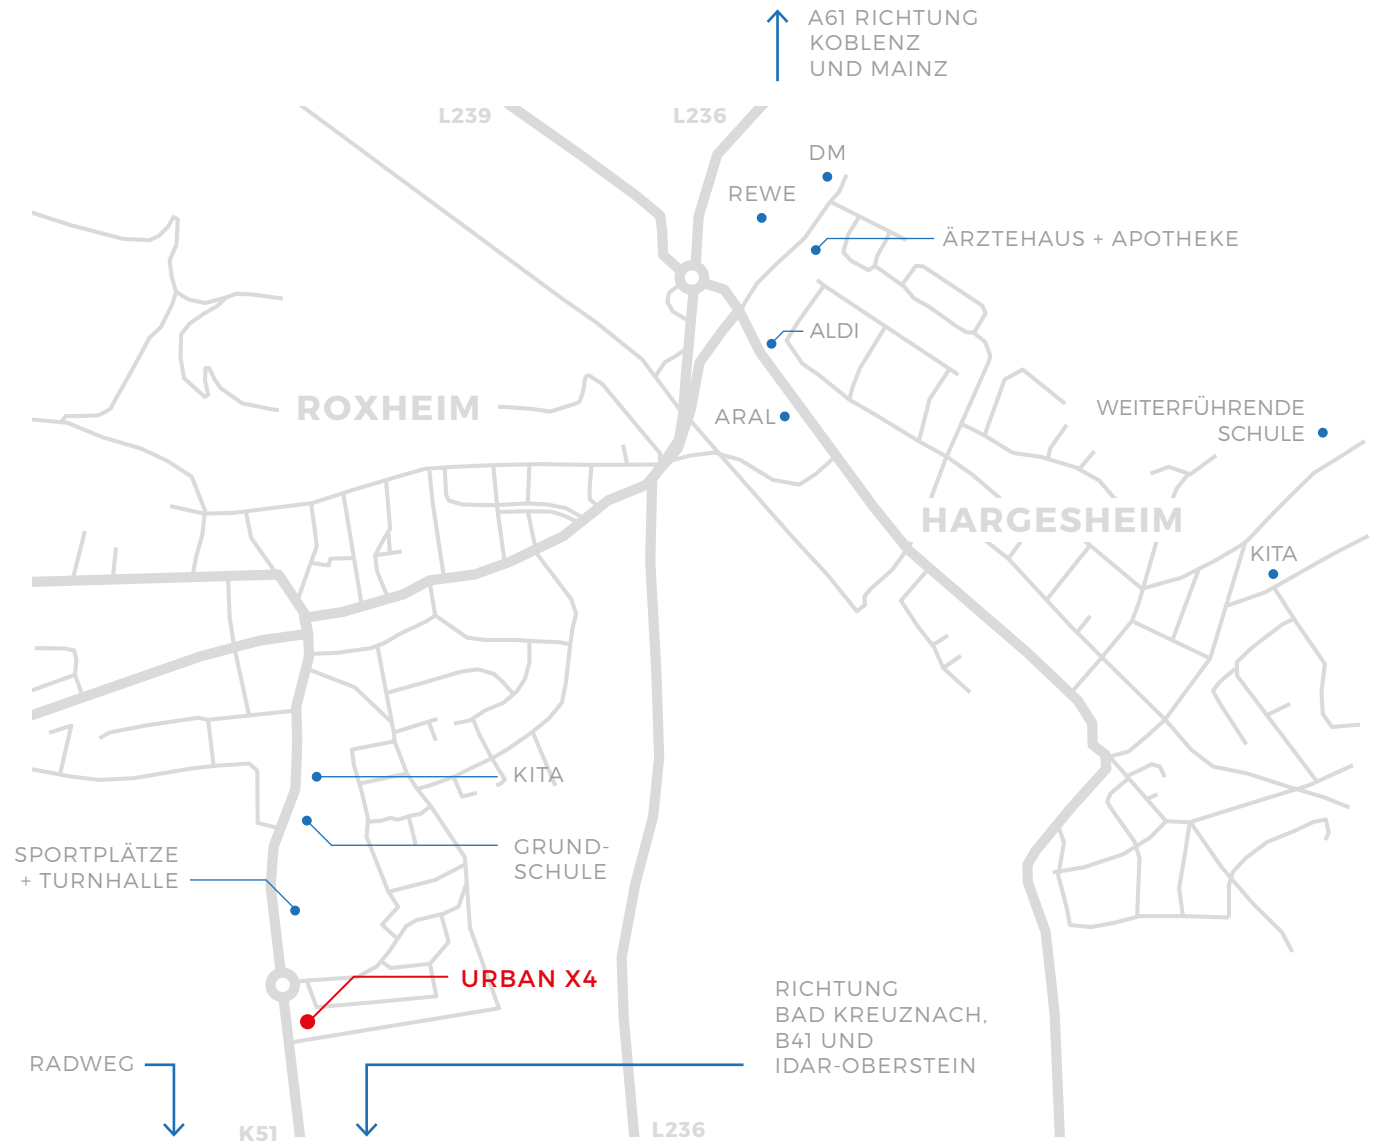 A61 RICHTUNG
KOBLENZ
UND MAINZ
L239
L236
DM
REWE
ÄRZTEHAUS + APOTHEKE
ALDI
ROXHEIM
ARAL
WEITERFÜHRENDE
SCHULE
HARGESHEIM
KITA
KITA
GRUND-
SCHULE
SPORTPLÄTZE
+ TURNHALLE
URBAN X4
RICHTUNG
BAD KREUZNACH,
B41 UND
IDAR-OBERSTEIN
RADWEG
K51
L236